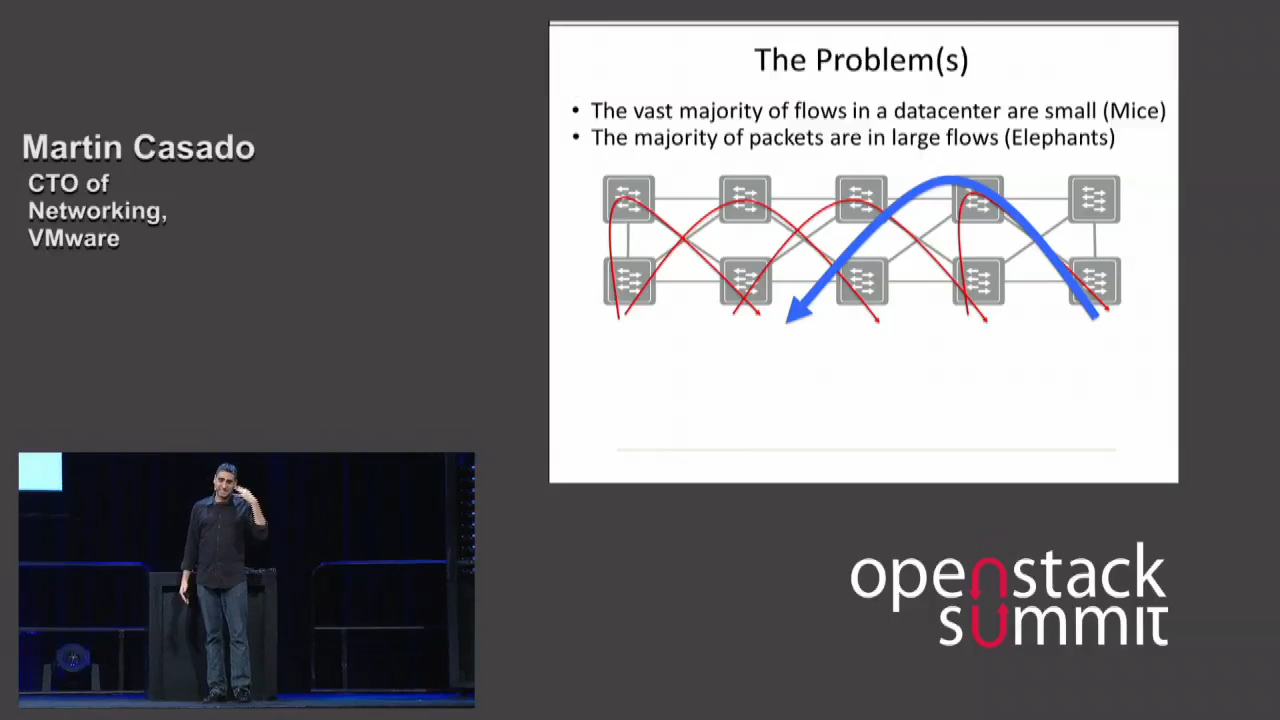 Martin Casado
CTO of
Networking,
VMware
The Problem(s)
• The vast majority of flows in a datacenter are small (Mice)
• The majority of packets are in large flows (Elephants)
openstack
summit